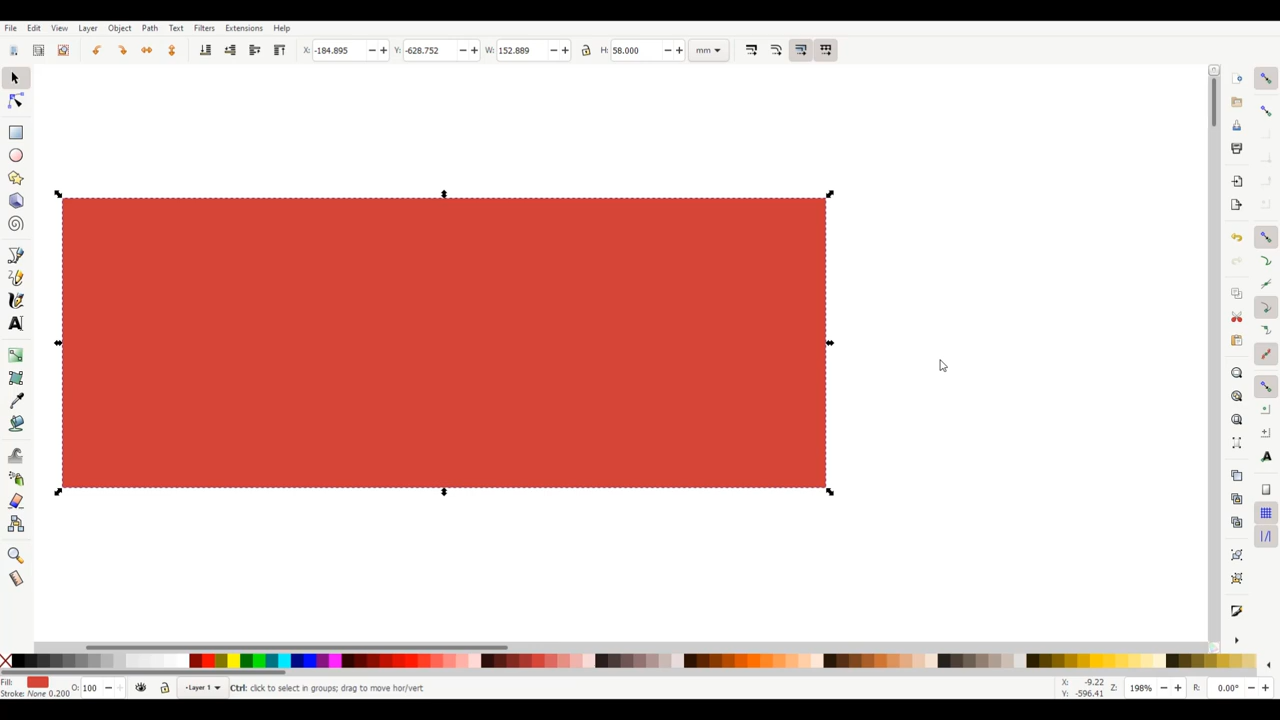 File Edit View Layer Object Path Text Filters Extensions Help
X: -184.895 Y: -628.752 W: 152.889 H: 58.000 mm
Fill:
Stroke: None 0.200 O: 100 -Layer 1 Ctrl: click to select in groups; drag to move hor/vert X: -9.22 Y: -596.41 Z: 198% R: 0.00°